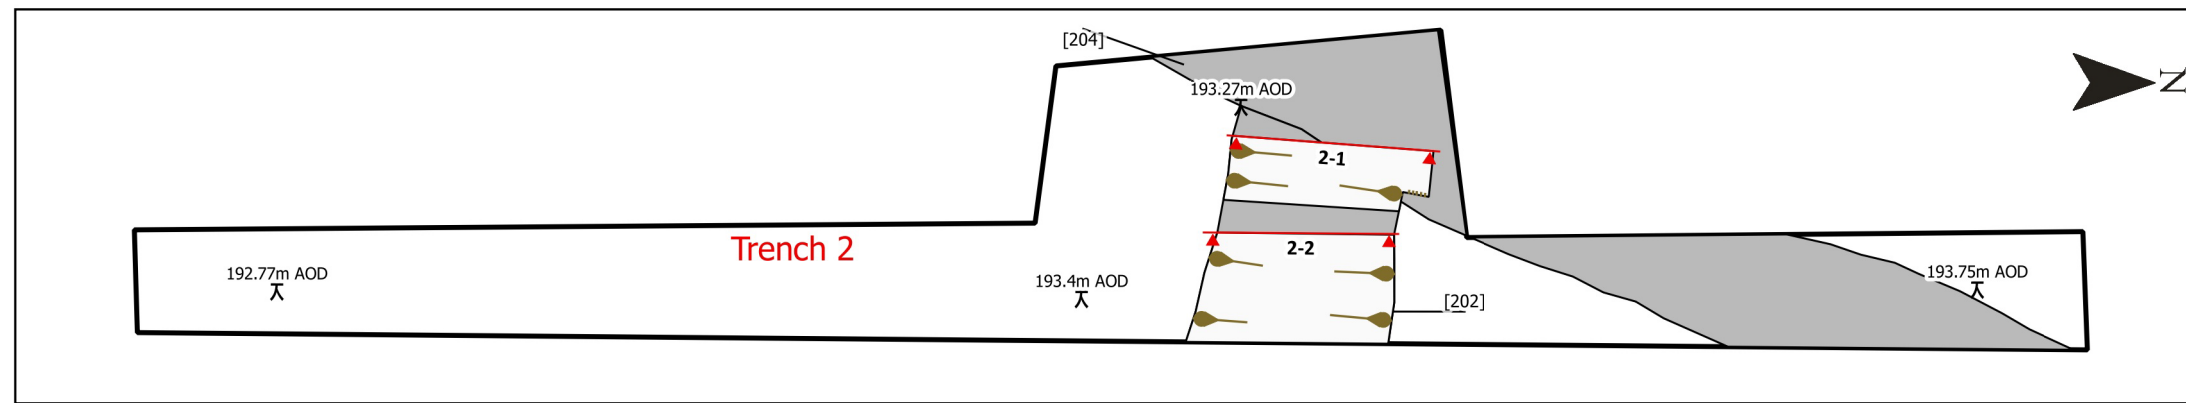 [204]
193.27m AOD
N
2-1
Trench 2
2-2
192.77m AOD
193.4m AOD
193.75m AOD
[202]